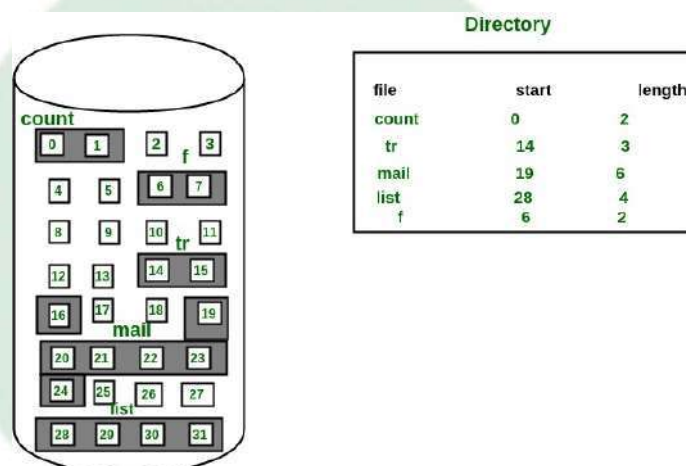 Directory
file start length
count 0 2
tr 14 3
mail 19 6
list 28 4
f 6 2
count
0 1 2 3
f
4 5 6 7
8 9 10 11
tr
12 13 14 15
16 17 18 19
mail
20 21 22 23
24 25 26 27
list
28 29 30 31